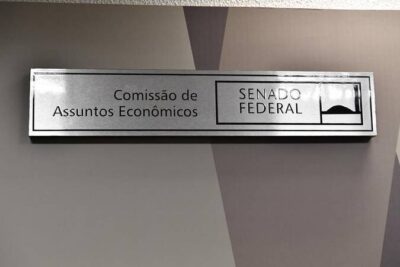 Comissão de
Assuntos Econômicos
SENADO
FEDERAL